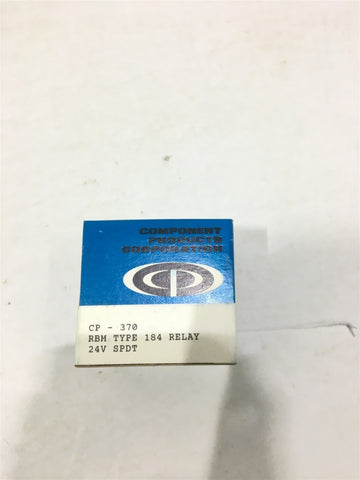 COMPONENT
PRODUCTS
CORPORATION
CP
CP - 370
RBM TYPE 184 RELAY
24V SPDT